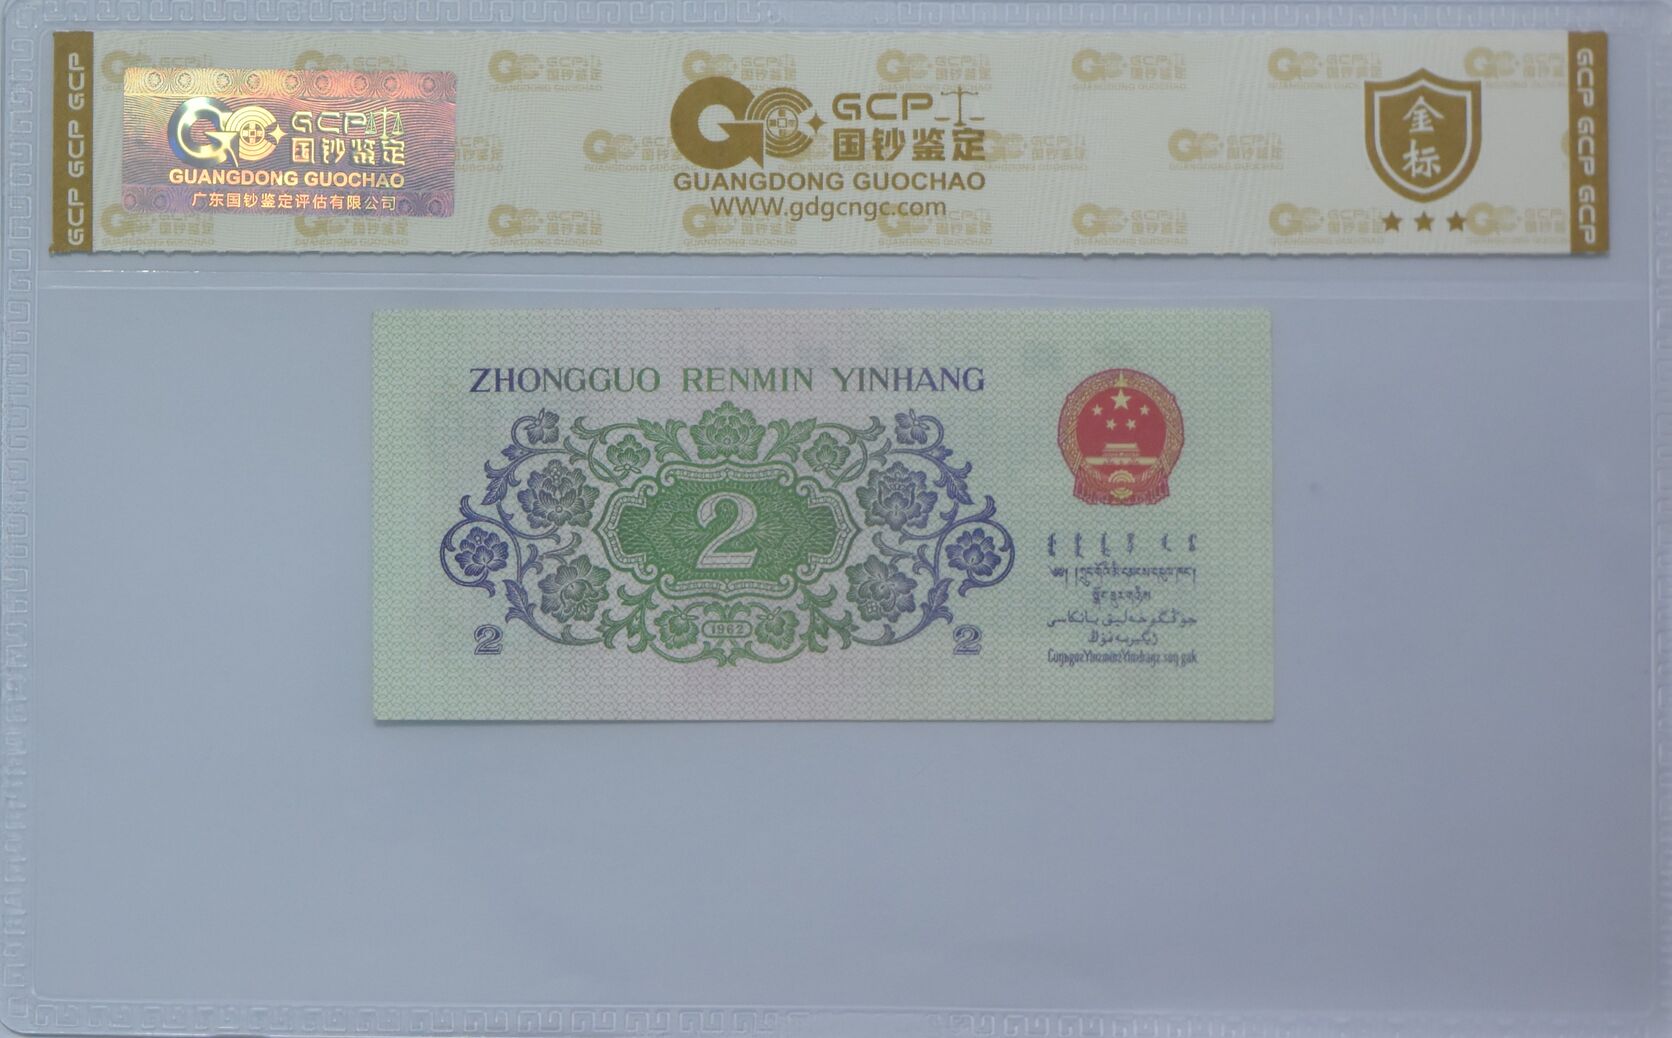 GCP GCP GCP
GCP 国钞鉴定
GUANGDONG GUOCHAO
广东国钞鉴定评估有限公司
GCP
国钞鉴定
GUANGDONG GUOCHAO
www.gdgcngc.com
金标
GCP GCP GCP
ZHONGGUO RENMIN YINHANG
2
1962
2
2